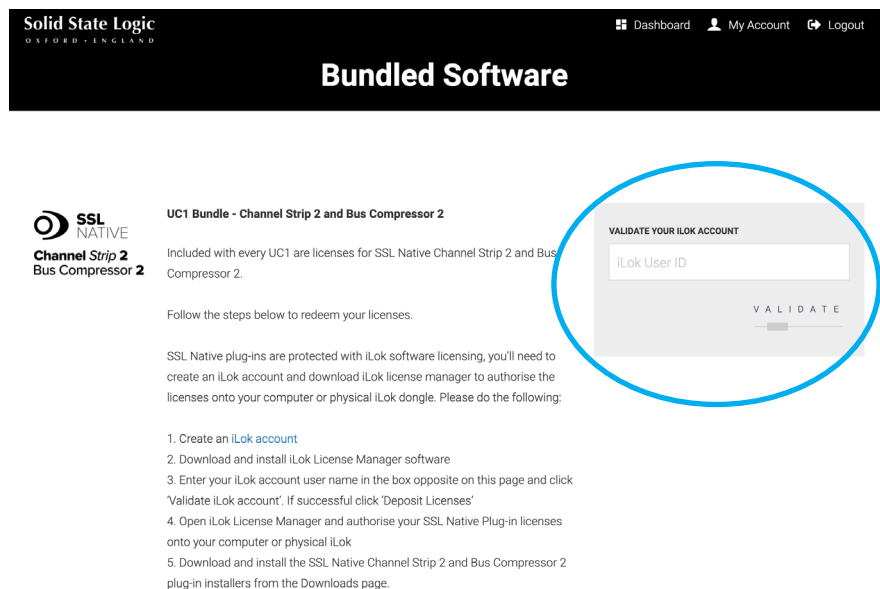 Solid State Logic
OXFORD • ENGLAND
Dashboard
My Account
Logout
Bundled Software
SSL
NATIVE
Channel Strip 2
Bus Compressor 2
UC1 Bundle - Channel Strip 2 and Bus Compressor 2
Included with every UC1 are licenses for SSL Native Channel Strip 2 and Bus
Compressor 2.
Follow the steps below to redeem your licenses.
SSL Native plug-ins are protected with iLok software licensing, you'll need to
create an iLok account and download iLok license manager to authorise the
licenses onto your computer or physical iLok dongle. Please do the following:
1. Create an iLok account
2. Download and install iLok License Manager software
3. Enter your iLok account user name in the box opposite on this page and click
'Validate iLok account'. If successful click 'Deposit Licenses'
4. Open iLok License Manager and authorise your SSL Native Plug-in licenses
onto your computer or physical iLok
5. Download and install the SSL Native Channel Strip 2 and Bus Compressor 2
plug-in installers from the Downloads page.
VALIDATE YOUR ILOK ACCOUNT
iLok User ID
VALIDATE